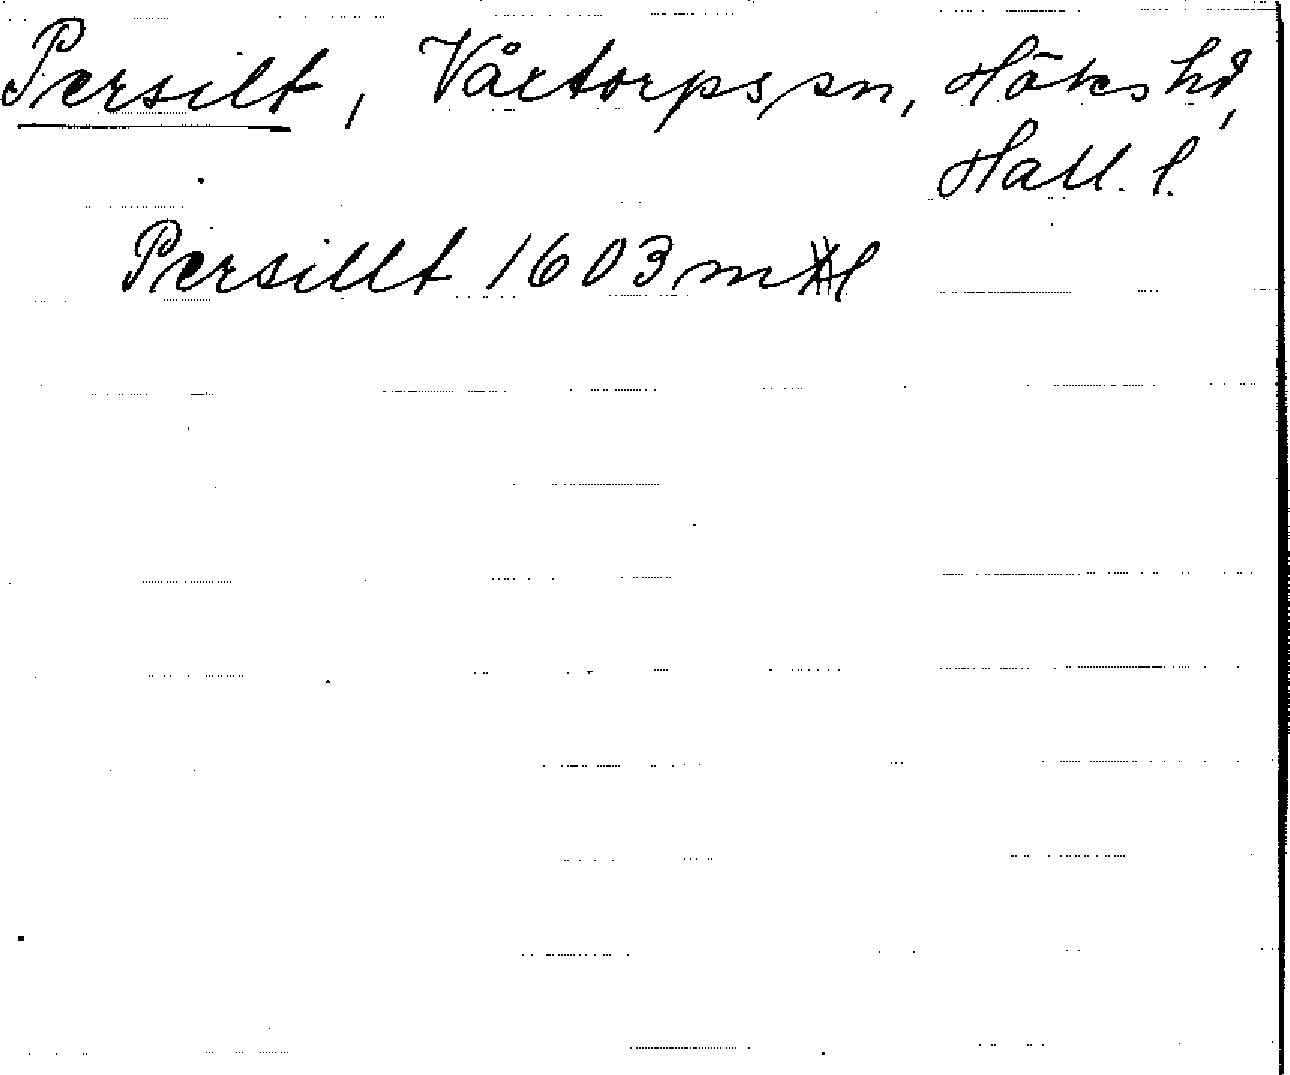 Persilt, Våxtorps sn, Höks hd,
Hall. l.
Persillt 1603 m